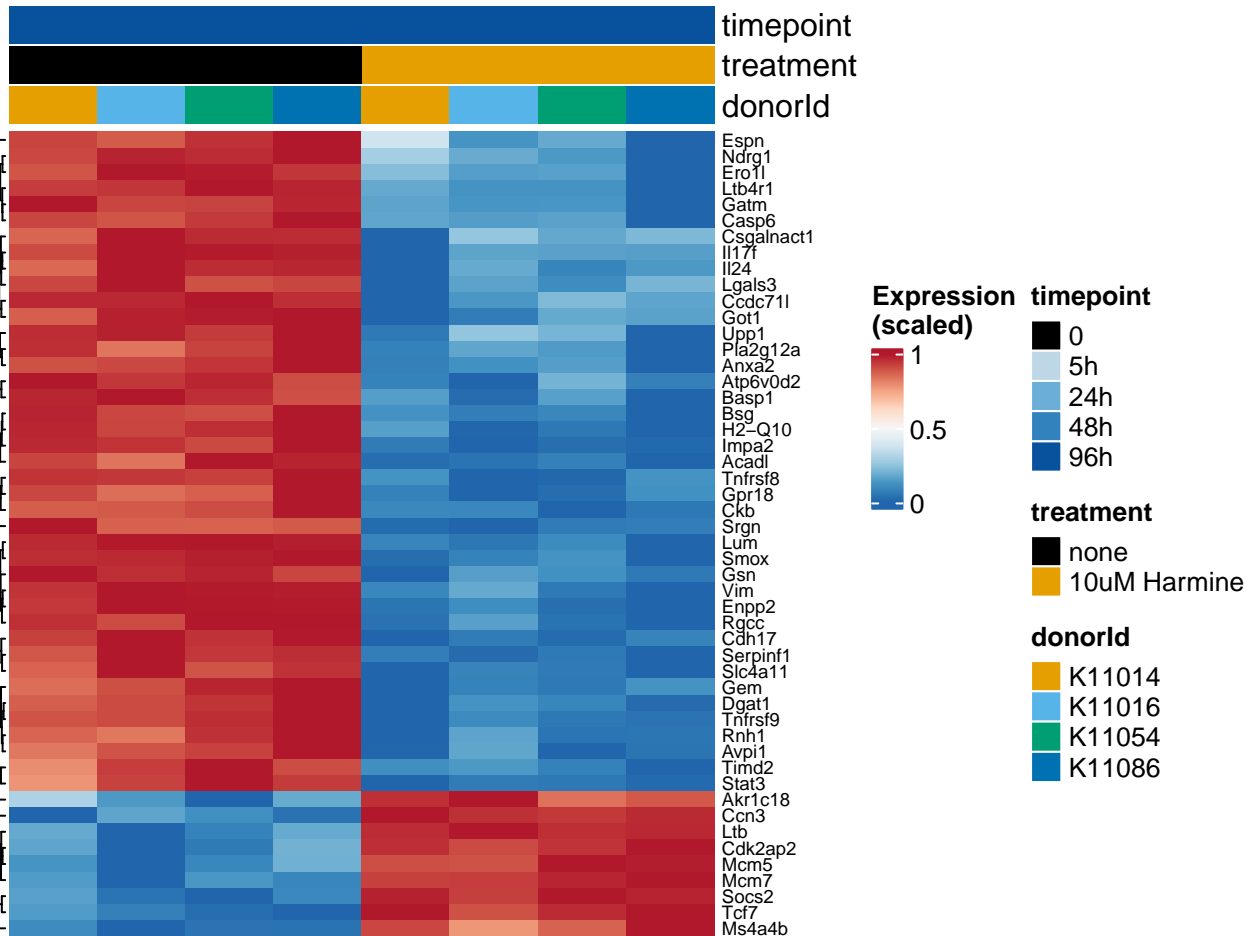 timepoint
treatment
donorId
Espn
Ndrg1
Ero1l
Ltb4r1
Gatm
Casp6
Csgalnact1
Il17f
Il24
Lgals3
Ccdc71l
Got1
Upp1
Pla2g12a
Anxa2
Atp6v0d2
Basp1
Bsg
H2−Q10
Impa2
Acadl
Tnfrsf8
Gpr18
Ckb
Srgn
Lum
Smox
Gsn
Vim
Enpp2
Rgcc
Cdh17
Serpinf1
Slc4a11
Gem
Dgat1
Tnfrsf9
Rnh1
Avpi1
Timd2
Stat3
Akr1c18
Ccn3
Ltb
Cdk2ap2
Mcm5
Mcm7
Socs2
Tcf7
Ms4a4b
Expression
(scaled)
1
0.5
0
timepoint
0
5h
24h
48h
96h
treatment
none
10uM Harmine
donorId
K11014
K11016
K11054
K11086